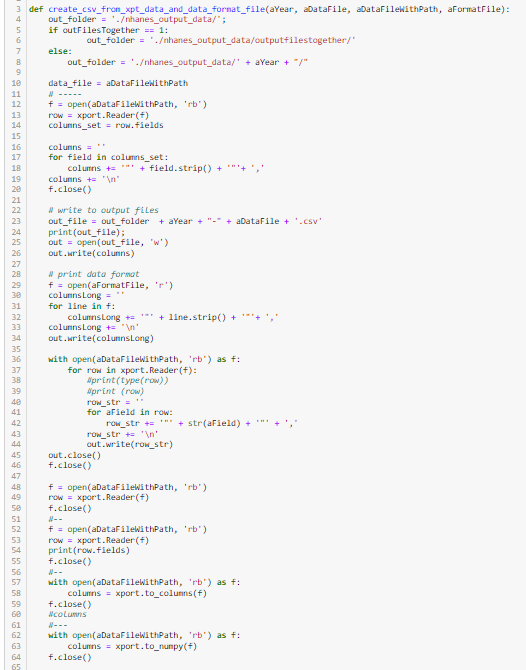 3 def create_csv_from_xpt_data_and_data_format_file(aYear, aDataFile, aDataFileWithPath, aFormatFile):
4 out_folder = './nhanes_output_data/';
5 if outFilesTogether == 1:
6 out_folder = './nhanes_output_data/outputfilestogether/'
7 else:
8 out_folder = './nhanes_output_data/' + aYear + "/"
9
10 data_file = aDataFileWithPath
11 # -----
12 f = open(aDataFileWithPath, 'rb')
13 row = xport.Reader(f)
14 columns_set = row.fields
15
16 columns = ''
17 for field in columns_set:
18 columns += '"' + field.strip() + '"'+ ','
19 columns += '\n'
20 f.close()
21
22 # write to output files
23 out_file = out_folder + aYear + "-" + aDataFile + '.csv'
24 print(out_file);
25 out = open(out_file, 'w')
26 out.write(columns)
27
28 # print data format
29 f = open(aFormatFile, 'r')
30 columnsLong = ''
31 for line in f:
32 columnsLong += '"' + line.strip() + '"'+ ','
33 columnsLong += '\n'
34 out.write(columnsLong)
35
36 with open(aDataFileWithPath, 'rb') as f:
37 for row in xport.Reader(f):
38 #print(type(row))
39 #print (row)
40 row_str = ''
41 for aField in row:
42 row_str += '"' + str(aField) + '"' + ','
43 row_str += '\n'
44 out.write(row_str)
45 out.close()
46 f.close()
47
48 f = open(aDataFileWithPath, 'rb')
49 row = xport.Reader(f)
50 f.close()
51 #--
52 f = open(aDataFileWithPath, 'rb')
53 row = xport.Reader(f)
54 print(row.fields)
55 f.close()
56 #--
57 with open(aDataFileWithPath, 'rb') as f:
58 columns = xport.to_columns(f)
59 f.close()
60 #columns
61 #---
62 with open(aDataFileWithPath, 'rb') as f:
63 columns = xport.to_numpy(f)
64 f.close()
65